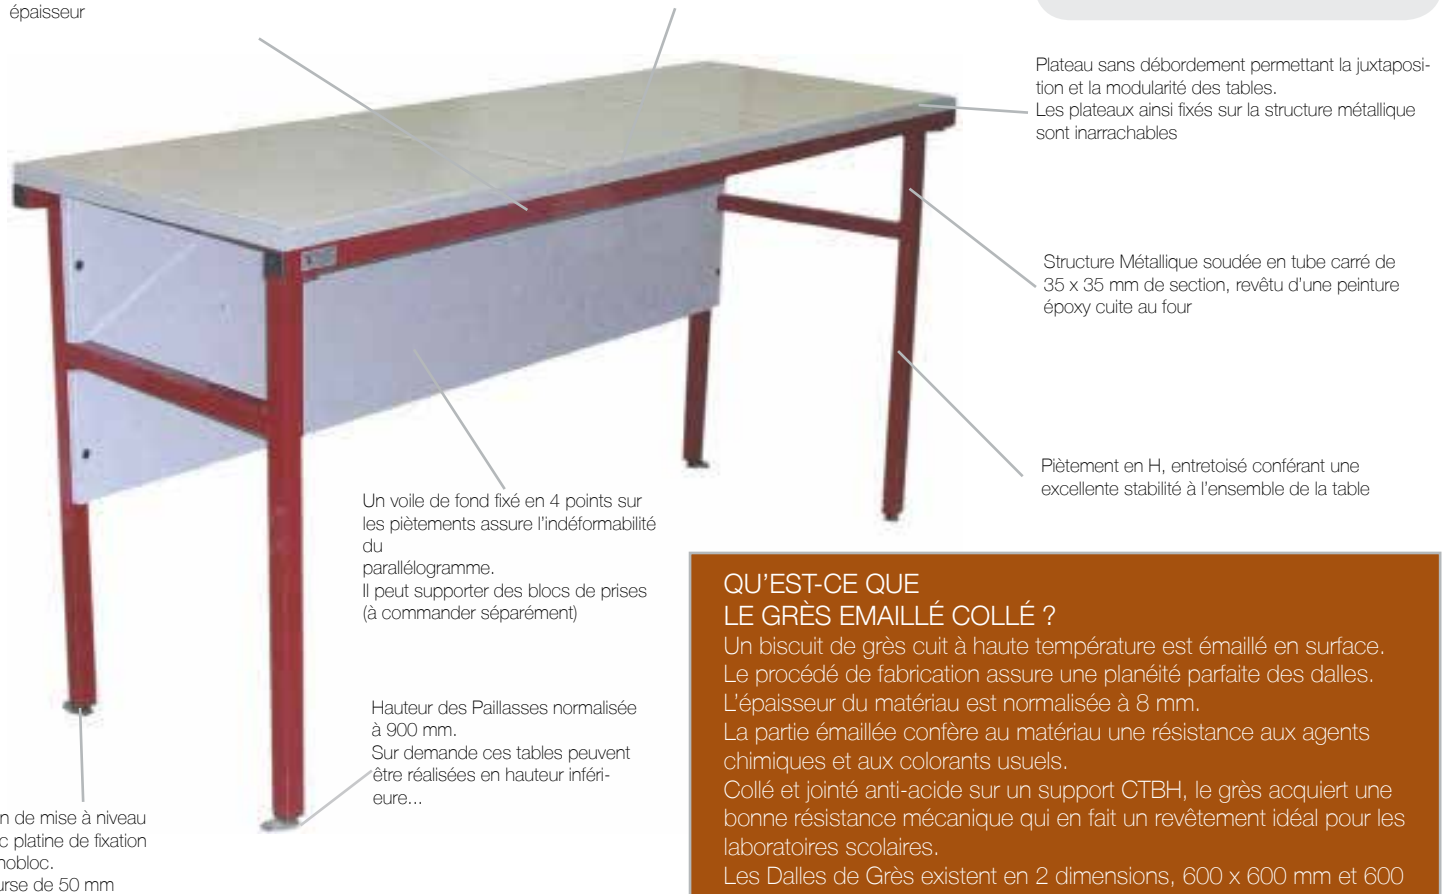 épaisseur
Plateau sans débordement permettant la juxtaposi-
tion et la modularité des tables.
Les plateaux ainsi fixés sur la structure métallique
sont inarrachables
Structure Métallique soudée en tube carré de
35 x 35 mm de section, revêtu d'une peinture
époxy cuite au four
Piètement en H, entretoisé conférant une
excellente stabilité à l'ensemble de la table
Un voile de fond fixé en 4 points sur
les piètements assure l'indéformabilité
du
parallélogramme.
Il peut supporter des blocs de prises
(à commander séparément)
Hauteur des Paillasses normalisée
à 900 mm.
Sur demande ces tables peuvent
être réalisées en hauteur inféri-
eure...
n de mise à niveau
c platine de fixation
nobloc.
urse de 50 mm
QU'EST-CE QUE
LE GRÈS EMAILLÉ COLLÉ ?
Un biscuit de grès cuit à haute température est émaillé en surface.
Le procédé de fabrication assure une planéité parfaite des dalles.
L'épaisseur du matériau est normalisée à 8 mm.
La partie émaillée confère au matériau une résistance aux agents
chimiques et aux colorants usuels.
Collé et jointé anti-acide sur un support CTBH, le grès acquiert une
bonne résistance mécanique qui en fait un revêtement idéal pour les
laboratoires scolaires.
Les Dalles de Grès existent en 2 dimensions, 600 x 600 mm et 600